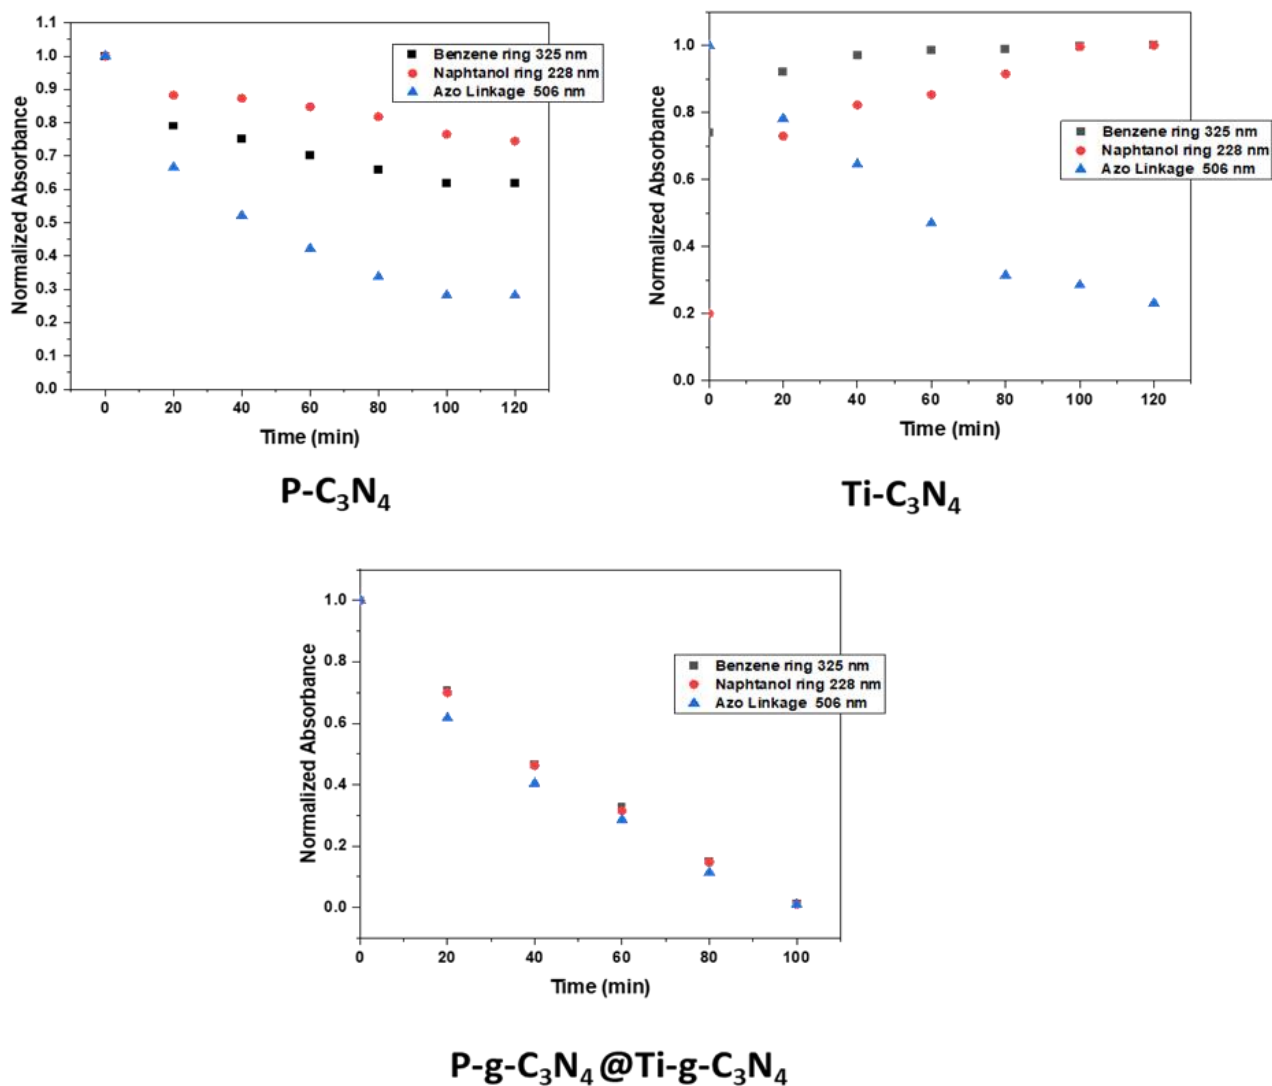 1.1
1.0
0.9
0.8
0.7
0.6
0.5
0.4
0.3
0.2
0.1
0.0
Normalized Absorbance
Benzene ring 325 nm
Naphtanol ring 228 nm
Azo Linkage 506 nm
0 20 40 60 80 100 120
Time (min)
P-C₃N₄
1.0
0.8
0.6
0.4
0.2
0.0
Normalized Absorbance
Benzene ring 325 nm
Naphtanol ring 228 nm
Azo Linkage 506 nm
0 20 40 60 80 100 120
Time (min)
Ti-C₃N₄
1.0
0.8
0.6
0.4
0.2
0.0
Normalized Absorbance
Benzene ring 325 nm
Naphtanol ring 228 nm
Azo Linkage 506 nm
0 20 40 60 80 100
Time (min)
P-g-C₃N₄@Ti-g-C₃N₄